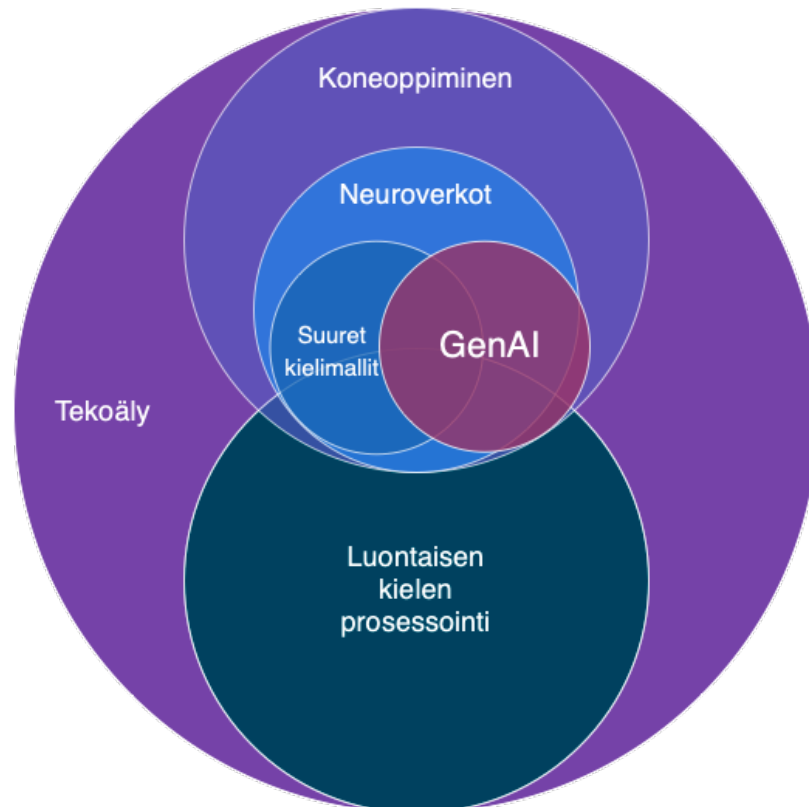 Koneoppiminen
Neuroverkot
Suuret
kielimallit
GenAI
Tekoäly
Luontaisen
kielen
prosessointi